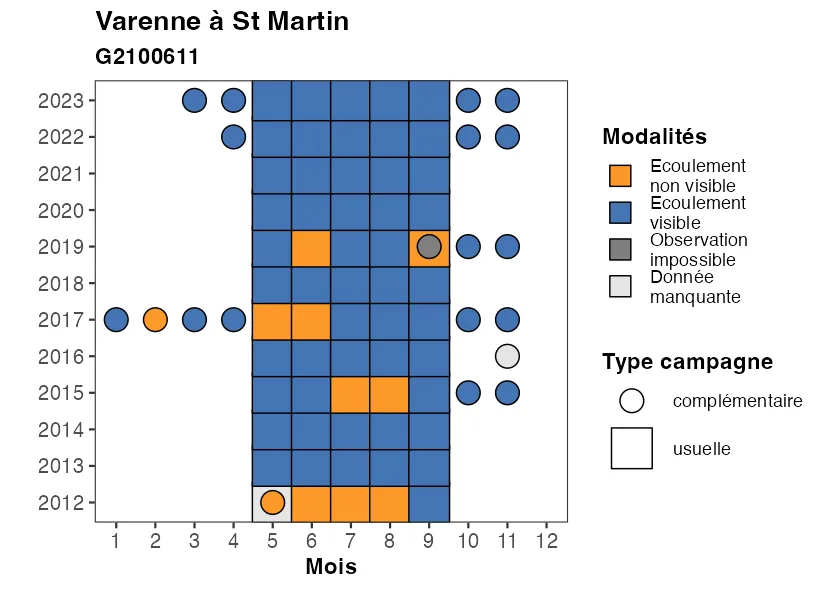 Varenne à St Martin
G2100611
2023
2022
2021
2020
2019
2018
2017
2016
2015
2014
2013
2012
1 2 3 4 5 6 7 8 9 10 11 12
Mois
Modalités
Ecoulement
non visible
Ecoulement
visible
Observation
impossible
Donnée
manquante
Type campagne
complémentaire
usuelle